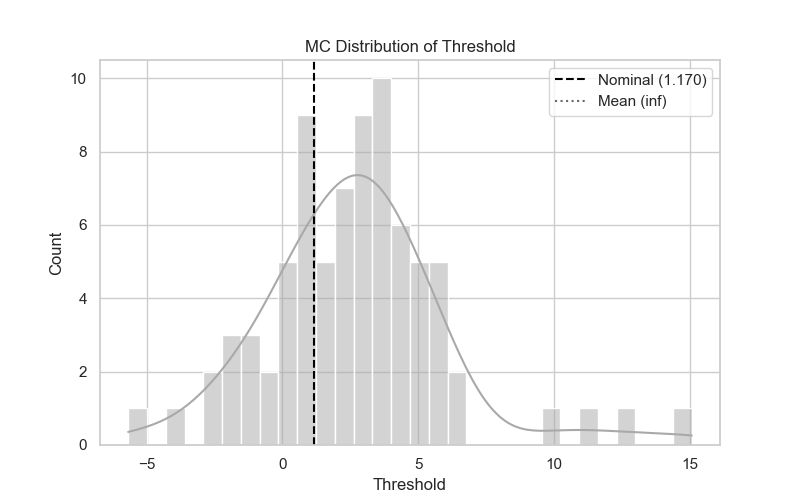 MC Distribution of Threshold
Nominal (1.170)
Mean (inf)
10
8
6
4
2
0
Count
−5
0
5
10
15
Threshold